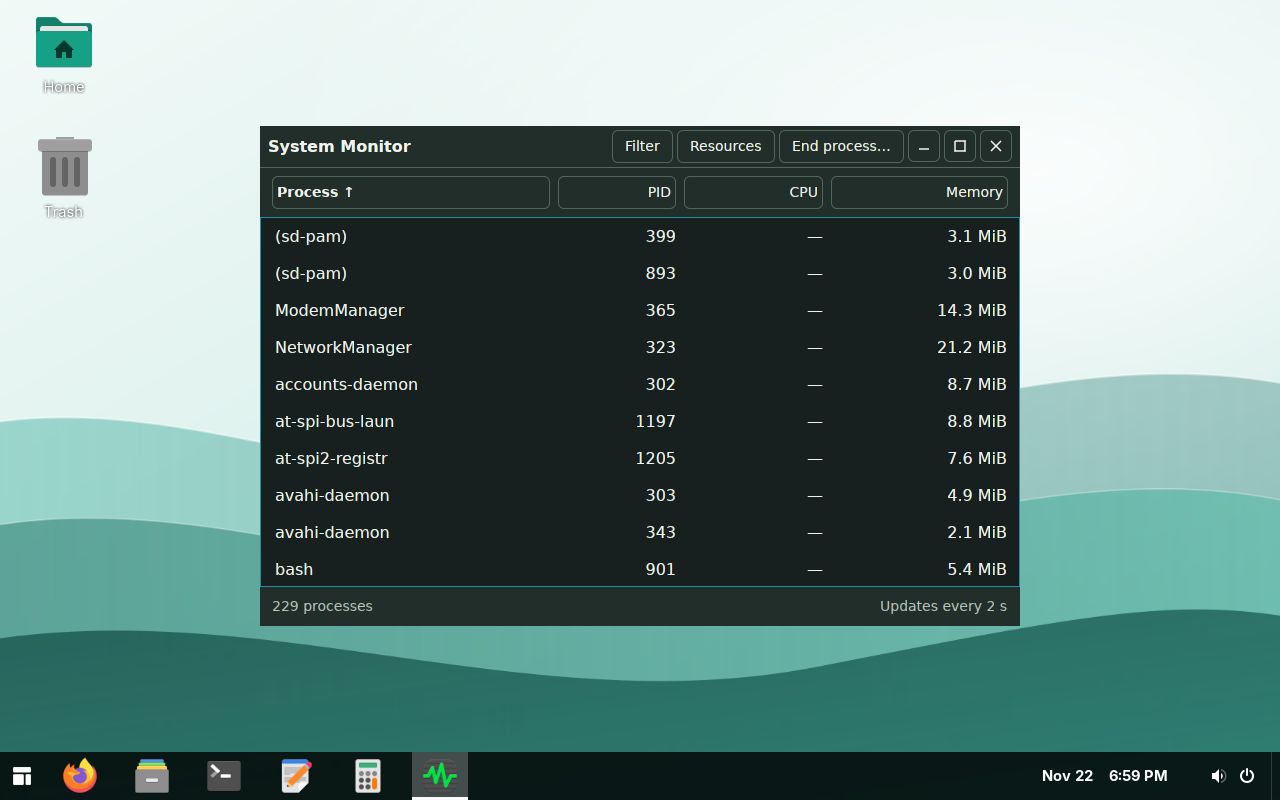 Home
Trash
System Monitor Filter Resources End process...
Process ↑ PID CPU Memory
(sd-pam) 399 — 3.1 MiB
(sd-pam) 893 — 3.0 MiB
ModemManager 365 — 14.3 MiB
NetworkManager 323 — 21.2 MiB
accounts-daemon 302 — 8.7 MiB
at-spi-bus-laun 1197 — 8.8 MiB
at-spi2-registr 1205 — 7.6 MiB
avahi-daemon 303 — 4.9 MiB
avahi-daemon 343 — 2.1 MiB
bash 901 — 5.4 MiB
229 processes Updates every 2 s
Nov 22 6:59 PM